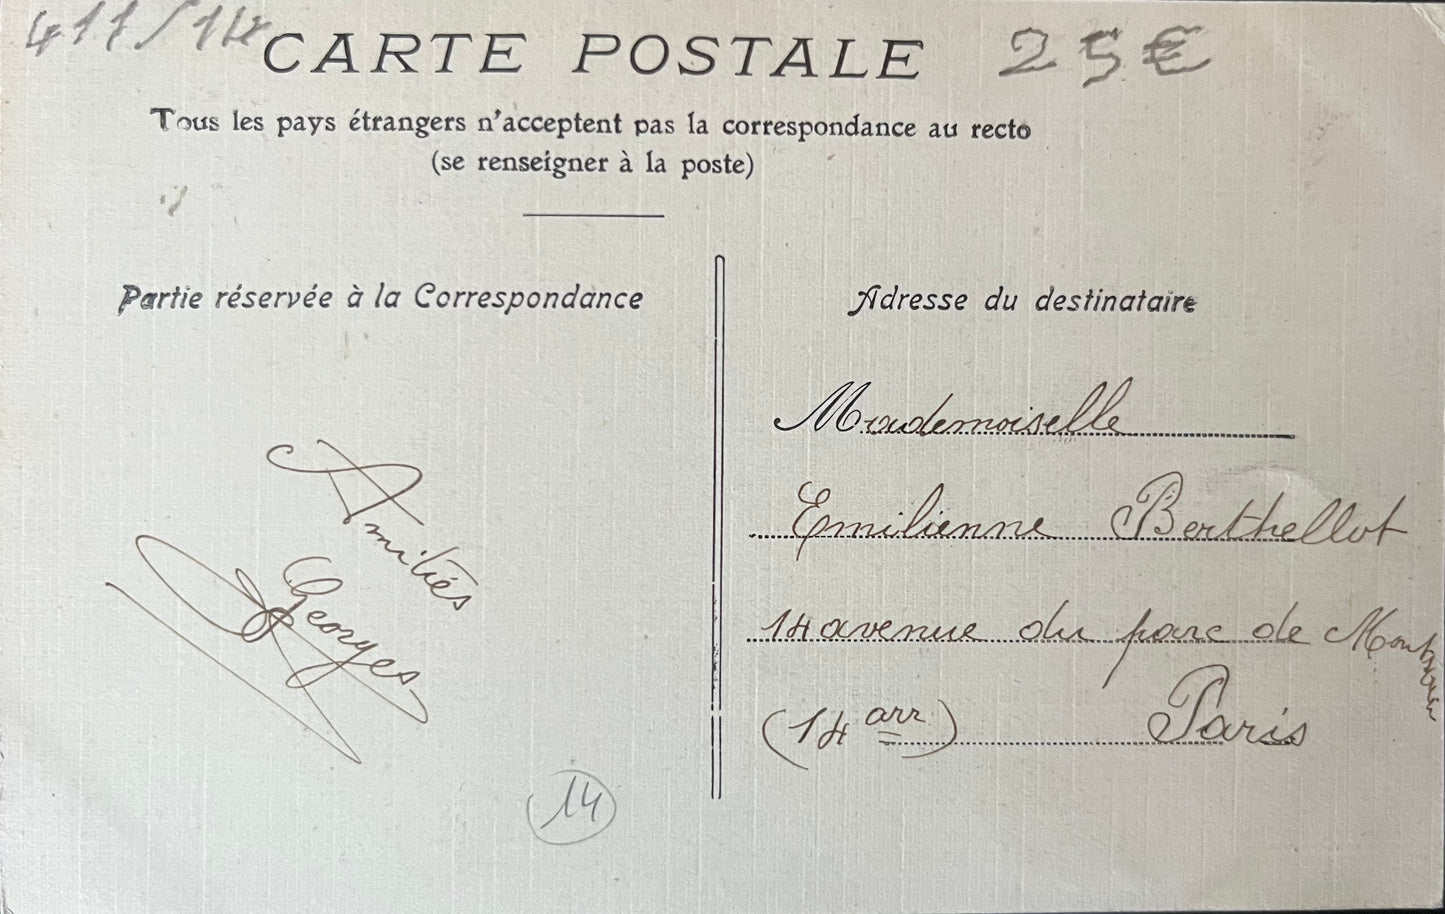 411/14
CARTE POSTALE
25€
Tous les pays étrangers n'acceptent pas la correspondance au recto
(se renseigner à la poste)
Partie réservée à la Correspondance
Amitiés
Georges
14
Adresse du destinataire
Mademoiselle
Emilienne Berthellot
14 avenue du parc de Montsouris
(14 arr) Paris